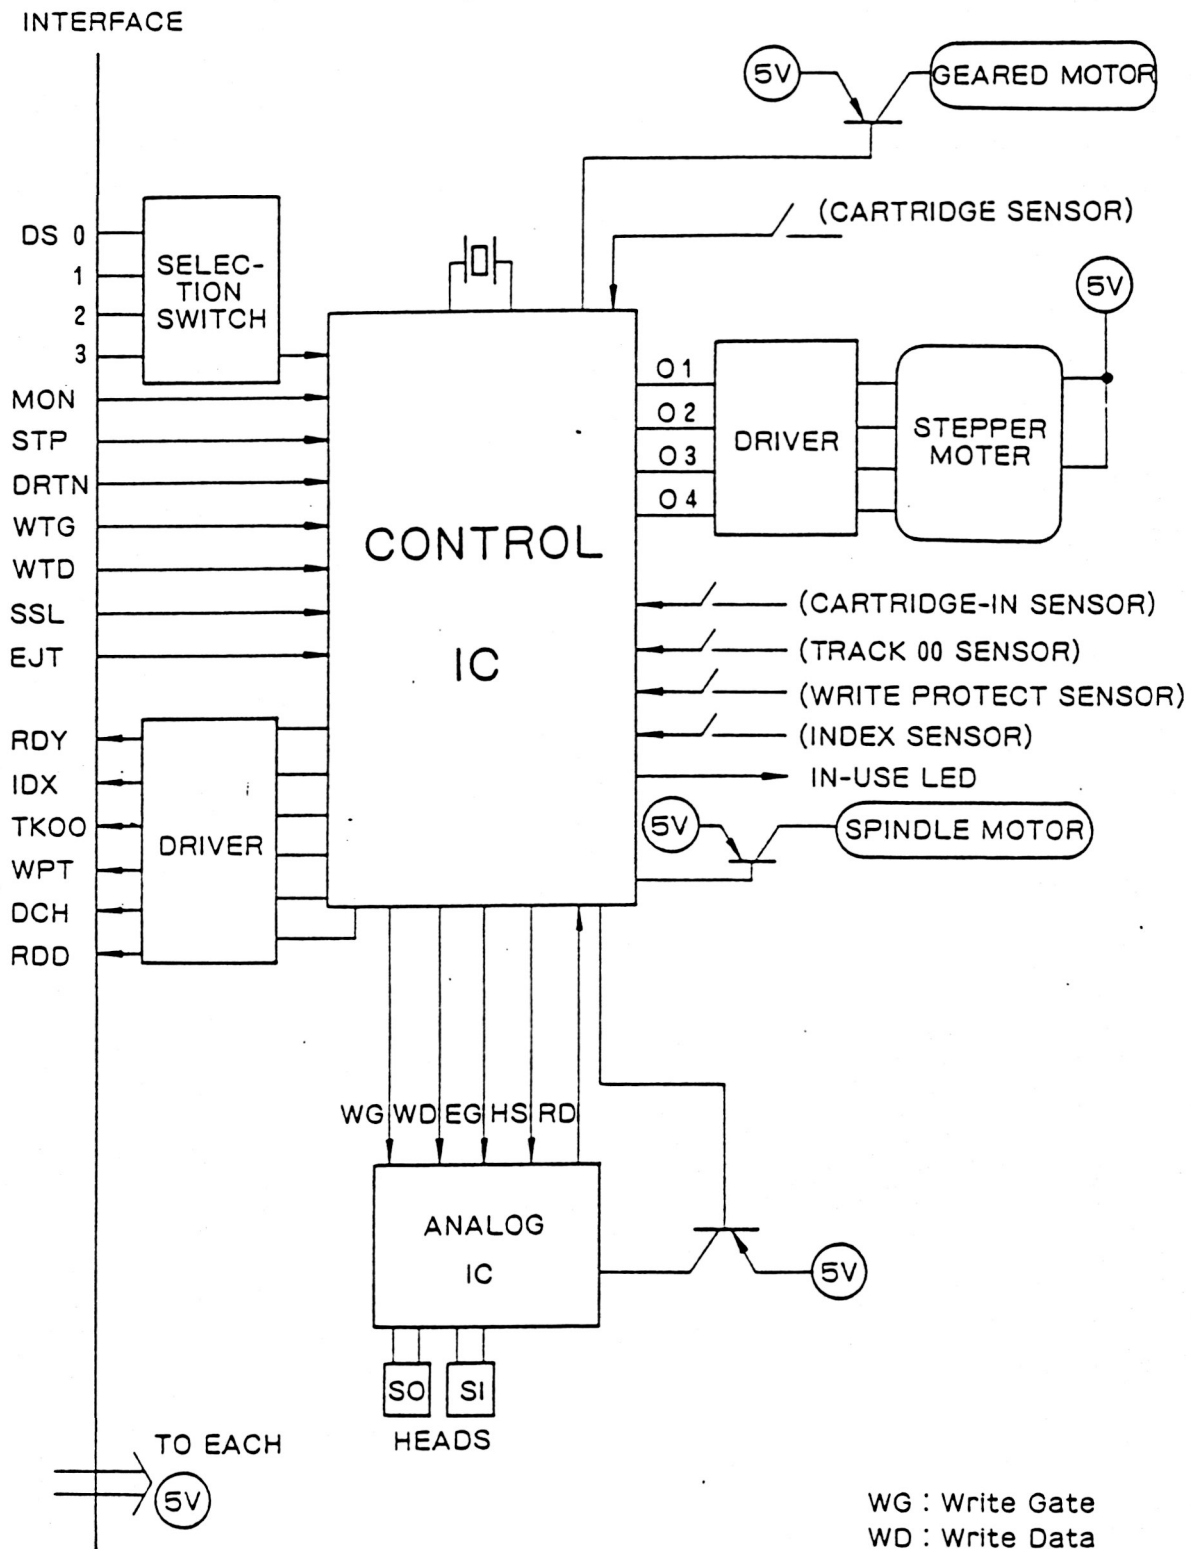 INTERFACE
5V
GEARED MOTOR
(CARTRIDGE SENSOR)
DS 0
1
2
3
SELEC-
TION
SWITCH
5V
MON
STP
DRTN
WTG
WTD
SSL
EJT
CONTROL
IC
O1
O2
O3
O4
DRIVER
STEPPER
MOTER
(CARTRIDGE-IN SENSOR)
(TRACK 00 SENSOR)
(WRITE PROTECT SENSOR)
(INDEX SENSOR)
IN-USE LED
5V
SPINDLE MOTOR
RDY
IDX
TKOO
WPT
DCH
RDD
DRIVER
WG WD EG HS RD
ANALOG
IC
5V
SO SI
HEADS
TO EACH
5V
WG : Write Gate
WD : Write Data